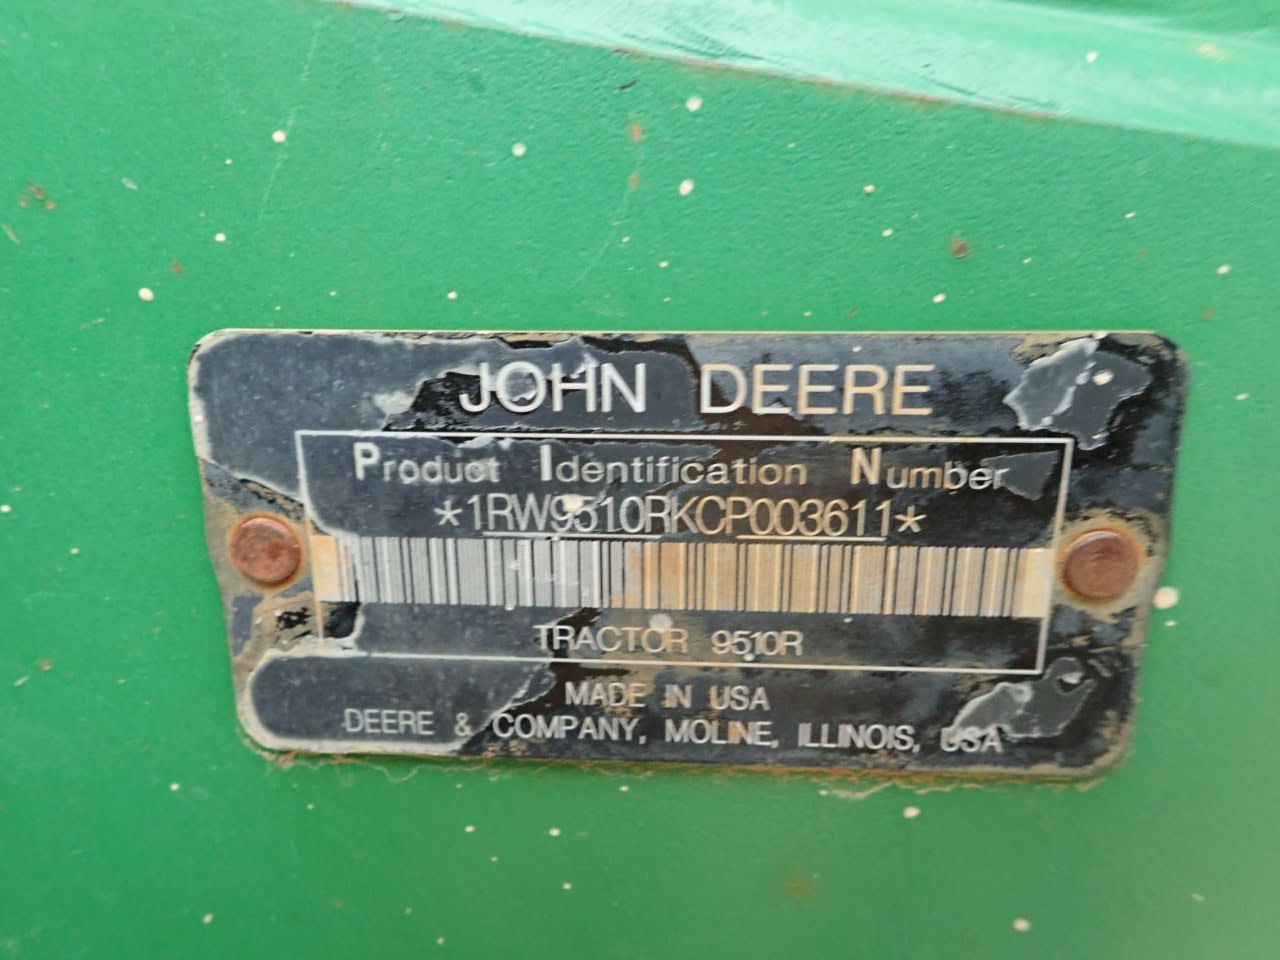 JOHN DEERE
Product Identification Number
*1RW9510RKCP003611*
TRACTOR 9510R
MADE IN USA
DEERE & COMPANY, MOLINE, ILLINOIS, USA